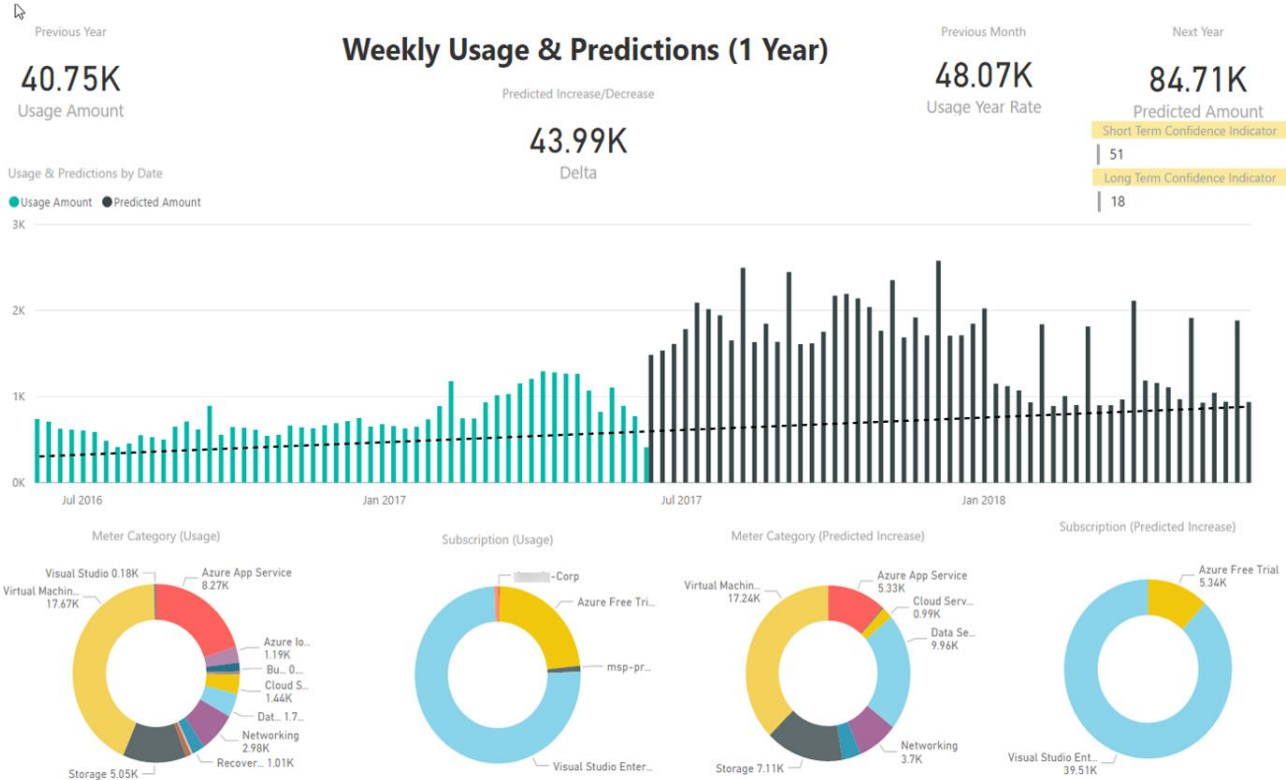 Previous Year
40.75K
Usage Amount
Weekly Usage & Predictions (1 Year)
Predicted Increase/Decrease
43.99K
Delta
Previous Month
48.07K
Usage Year Rate
Next Year
84.71K
Predicted Amount
Short Term Confidence Indicator
51
Long Term Confidence Indicator
18
Usage & Predictions by Date
Usage Amount
Predicted Amount
3K
2K
1K
0K
Jul 2016
Jan 2017
Jul 2017
Jan 2018
Meter Category (Usage)
Visual Studio 0.18K
Virtual Machin...
17.67K
Azure App Service
8.27K
Azure Io...
1.19K
Bu... 0...
Cloud S...
1.44K
Dat... 1.7...
Networking
2.98K
Recover... 1.01K
Storage 5.05K
Subscription (Usage)
-Corp
Azure Free Tri...
msp-pr...
Visual Studio Enter...
Meter Category (Predicted Increase)
Virtual Machin...
17.24K
Azure App Service
5.33K
Cloud Serv...
0.99K
Data Se...
9.96K
Networking
3.7K
Storage 7.11K
Subscription (Predicted Increase)
Azure Free Trial
5.34K
Visual Studio Ent...
39.51K